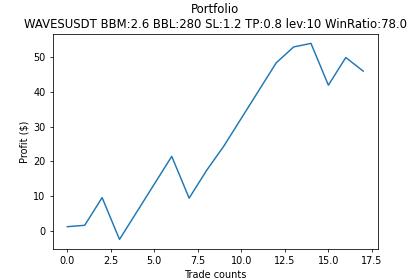 Portfolio
WAVESUSDT BBM:2.6 BBL:280 SL:1.2 TP:0.8 lev:10 WinRatio:78.0
50
40
30
20
10
0
Profit ($)
0.0 2.5 5.0 7.5 10.0 12.5 15.0 17.5
Trade counts